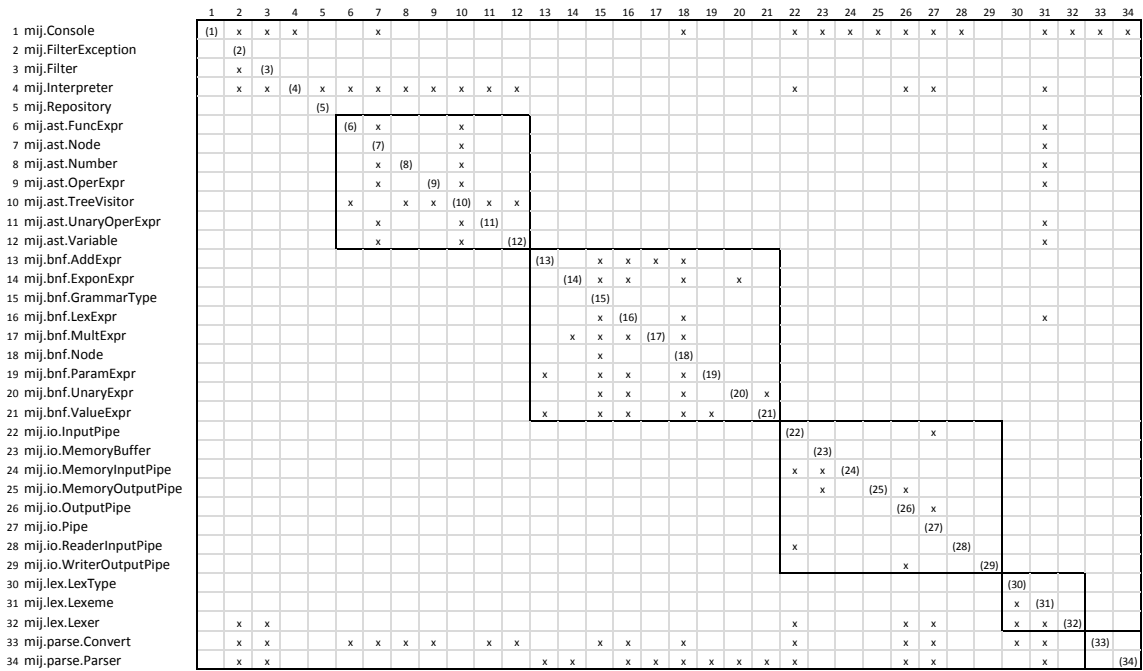 1 2 3 4 5 6 7 8 9 10 11 12 13 14 15 16 17 18 19 20 21 22 23 24 25 26 27 28 29 30 31 32 33 34
1 mij.Console (1) x x x x x x x x x x x x x x x x
2 mij.FilterException (2)
3 mij.Filter x (3)
4 mij.Interpreter x x (4) x x x x x x x x x x x x
5 mij.Repository (5)
6 mij.ast.FuncExpr (6) x x x
7 mij.ast.Node (7) x x
8 mij.ast.Number x (8) x x
9 mij.ast.OperExpr x (9) x x
10 mij.ast.TreeVisitor x x x (10) x x
11 mij.ast.UnaryOperExpr x x (11) x
12 mij.ast.Variable x x (12) x
13 mij.bnf.AddExpr (13) x x x x
14 mij.bnf.ExponExpr (14) x x x x
15 mij.bnf.GrammarType (15)
16 mij.bnf.LexExpr x (16) x x
17 mij.bnf.MultExpr x x x (17) x
18 mij.bnf.Node x (18)
19 mij.bnf.ParamExpr x x x x (19)
20 mij.bnf.UnaryExpr x x x (20) x
21 mij.bnf.ValueExpr x x x x x (21)
22 mij.io.InputPipe (22) x
23 mij.io.MemoryBuffer (23)
24 mij.io.MemoryInputPipe x x (24)
25 mij.io.MemoryOutputPipe x (25) x
26 mij.io.OutputPipe (26) x
27 mij.io.Pipe (27)
28 mij.io.ReaderInputPipe x (28)
29 mij.io.WriterOutputPipe x (29)
30 mij.lex.LexType (30)
31 mij.lex.Lexeme x (31)
32 mij.lex.Lexer x x x x x x x (32)
33 mij.parse.Convert x x x x x x x x x x x x x x x x (33)
34 mij.parse.Parser x x x x x x x x x x x x x x (34)